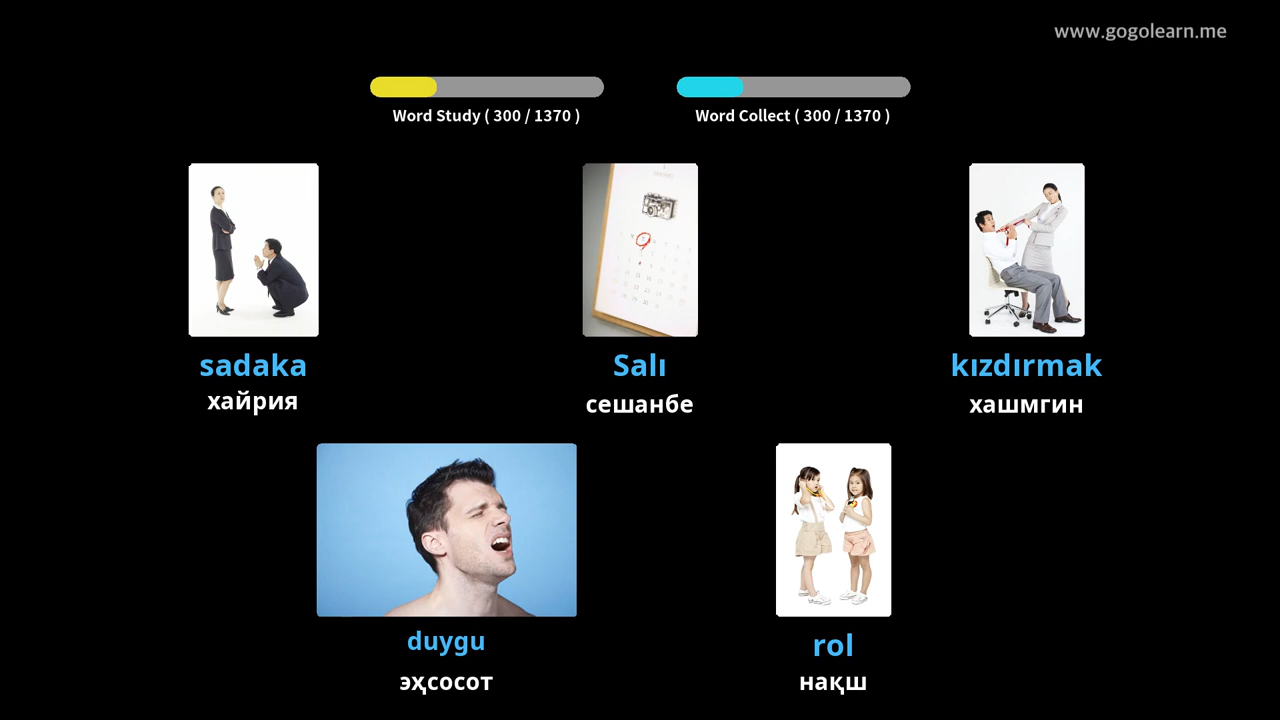 www.gogolearn.me
Word Study ( 300 / 1370 )
Word Collect ( 300 / 1370 )
sadaka
хайрия
Salı
сешанбе
kızdırmak
хашмгин
duygu
эҳсосот
rol
нақш